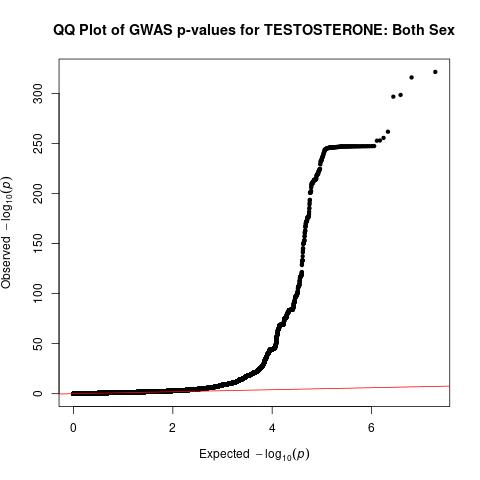 QQ Plot of GWAS p-values for TESTOSTERONE: Both Sex
Observed −log₁₀(p)
300
250
200
150
100
50
0
0 2 4 6
Expected −log₁₀(p)